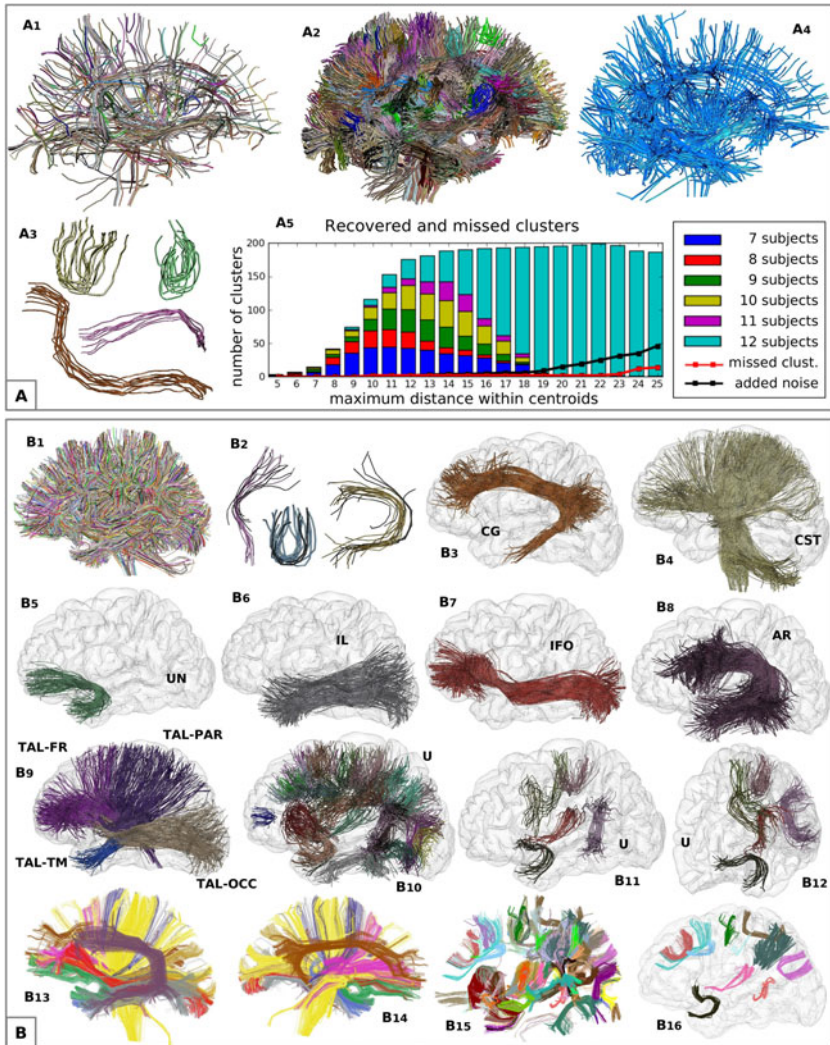 A1
A2
A4
A3
A5
Recovered and missed clusters
number of clusters
200
150
100
50
0
5 6 7 8 9 10 11 12 13 14 15 16 17 18 19 20 21 22 23 24 25
maximum distance within centroids
7 subjects
8 subjects
9 subjects
10 subjects
11 subjects
12 subjects
missed clust.
added noise
A
B1
B2
CG
B3
CST
B4
B5
UN
B6
IL
B7
IFO
B8
AR
TAL-FR
TAL-PAR
B9
TAL-TM
TAL-OCC
U
B10
U
B11
U
B12
B13
B14
B15
B16
B